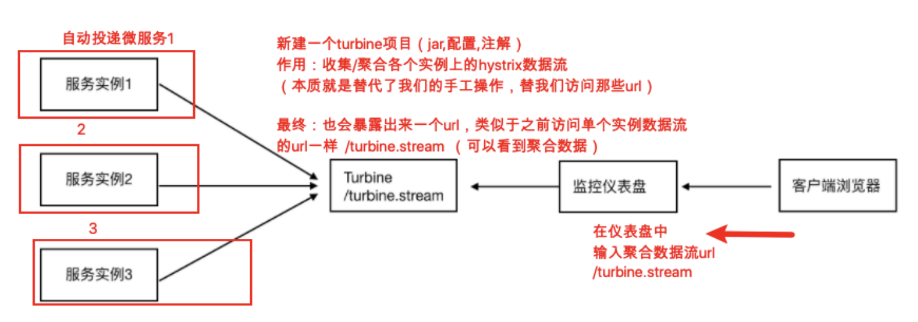 自动投递微服务1
服务实例1
2
服务实例2
3
服务实例3
新建一个turbine项目（jar,配置,注解）
作用：收集/聚合各个实例上的hystrix数据流
（本质就是替代了我们的手工操作，替我们访问那些url）
最终：也会暴露出来一个url，类似于之前访问单个实例数据流
的url一样 /turbine.stream （可以看到聚合数据）
Turbine
/turbine.stream
监控仪表盘
客户端浏览器
在仪表盘中
输入聚合数据流url
/turbine.stream